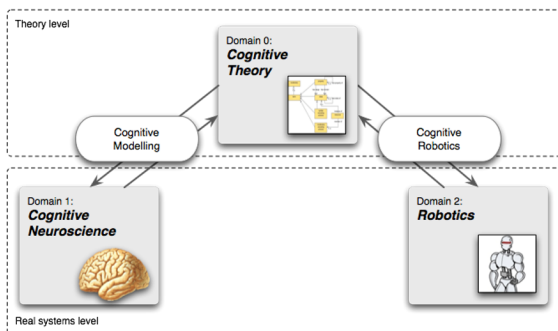 Theory level
Domain 0:
Cognitive
Theory
Cognitive
Modelling
Cognitive
Robotics
Domain 1:
Cognitive
Neuroscience
Domain 2:
Robotics
Real systems level